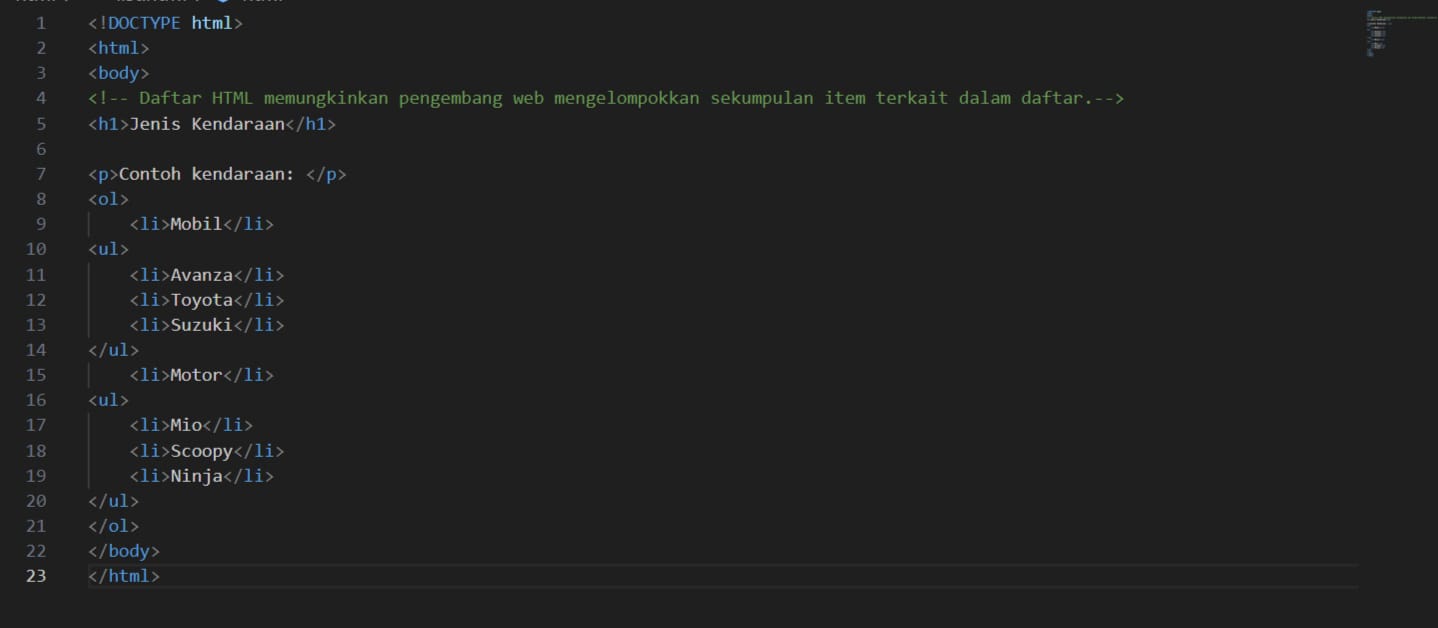 1 <!DOCTYPE html>
2 <html>
3 <body>
4 <!-- Daftar HTML memungkinkan pengembang web mengelompokkan sekumpulan item terkait dalam daftar.-->
5 <h1>Jenis Kendaraan</h1>
6
7 <p>Contoh kendaraan: </p>
8 <ol>
9 <li>Mobil</li>
10 <ul>
11 <li>Avanza</li>
12 <li>Toyota</li>
13 <li>Suzuki</li>
14 </ul>
15 <li>Motor</li>
16 <ul>
17 <li>Mio</li>
18 <li>Scoopy</li>
19 <li>Ninja</li>
20 </ul>
21 </ol>
22 </body>
23 </html>